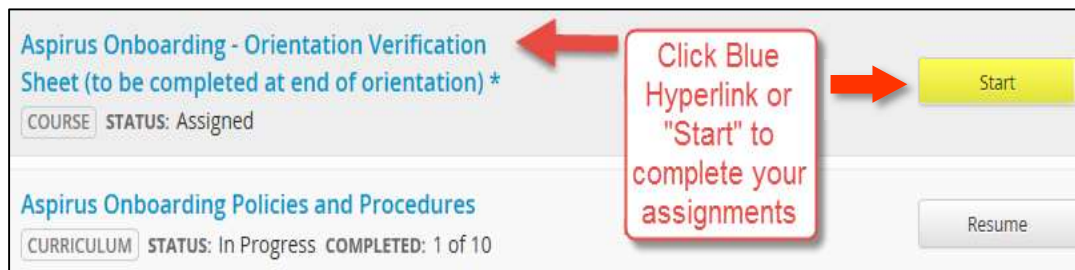 Aspirus Onboarding - Orientation Verification
Sheet (to be completed at end of orientation) *
COURSE STATUS: Assigned
Click Blue
Hyperlink or
"Start" to
complete your
assignments
Start
Aspirus Onboarding Policies and Procedures
CURRICULUM STATUS: In Progress COMPLETED: 1 of 10
Resume